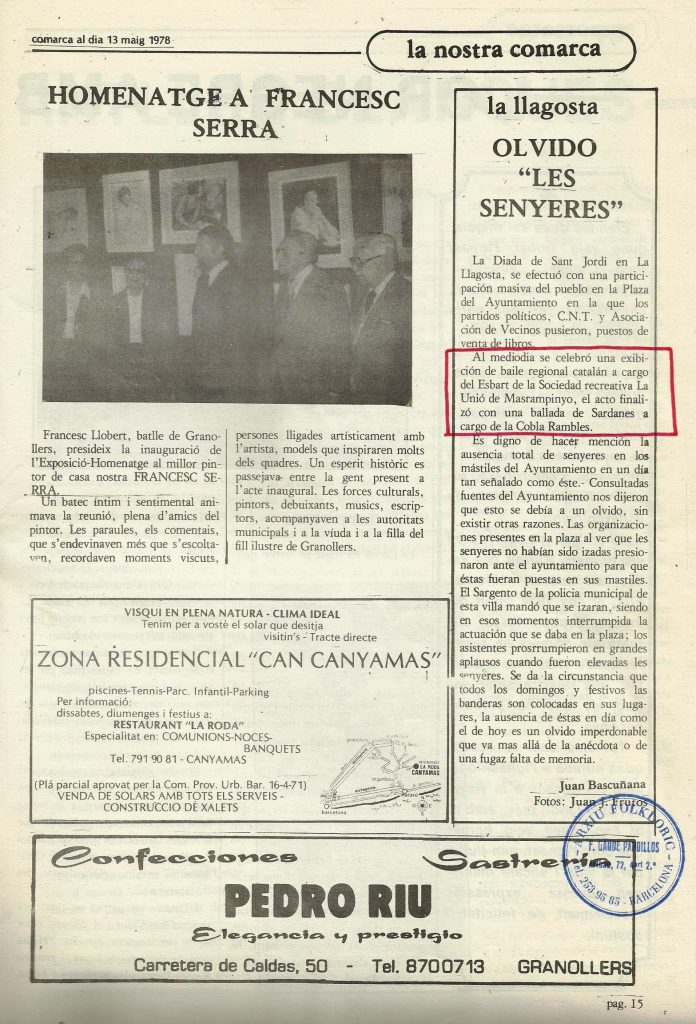 comarca al dia 13 maig 1978
la nostra comarca
HOMENATGE A FRANCESC
SERRA
Francesc Llobert, batlle de Grano-
llers, presideix la inauguració de
l'Exposició-Homenatge al millor pin-
tor de casa nostra FRANCESC SE-
RRA.
Un batec íntim i sentimental ani-
mava la reunió, plena d'amics del
pintor. Les paraules, els comentais,
que s'endevinaven més que s'escolta-
ven, recordaven moments viscuts,
persones lligades artísticament amb
l'artista, models que inspiraren molts
dels quadres. Un esperit històric es
passejava entre la gent present a
l'acte inaugural. Les forces culturals,
pintors, debuixants, musics, escrip-
tors, acompanyaven a les autoritats
municipals i a la víuda i a la filla del
fill ilustre de Granollers.
la llagosta
OLVIDO
"LES
SENYERES"
La Diada de Sant Jordi en La
Llagosta, se efectuó con una partici-
pación masiva del pueblo en la Plaza
del Ayuntamiento en la que los
partidos políticos, C.N.T. y Asocia-
ción de Vecinos pusieron, puestos de
venta de libros.
Al mediodia se celebró una exibi-
ción de baile regional catalán a cargo
del Esbart de la Sociedad recreativa La
Unió de Masrampinyo, el acto finali-
zó con una ballada de Sardanes a
cargo de la Cobla Rambles.
Es digno de hacer mención la
ausencia total de senyeres en los
mástiles del Ayuntamiento en un día
tan señalado como éste.- Consultadas
fuentes del Ayuntamiento nos dijeron
que esto se debía a un olvido, sin
existir otras razones. Las organizacio-
nes presentes en la plaza al ver que les
senyeres no habían sido izadas presio-
naron ante el ayuntamiento para que
éstas fueran puestas en sus mastiles.
El Sargento de la policia municipal de
esta villa mandó que se izaran, siendo
en esos momentos interrumpida la
actuación que se daba en la plaza; los
asistentes prosrrumpieron en grandes
aplausos cuando fueron elevadas les
senyeres. Se da la circunstancia que
todos los domingos y festivos las
banderas son colocadas en sus luga-
res, la ausencia de éstas en día como
el de hoy es un olvido imperdonable
que va mas allá de la anécdota o de
una fugaz falta de memoria.
Juan Bascuñana
Fotos: Juan J. Frutos
VISQUI EN PLENA NATURA - CLIMA IDEAL
Tenim per a vostè el solar que desitja
visitin's - Tracte directe
ZONA RESIDENCIAL "CAN CANYAMAS"
piscines-Tennis-Parc. Infantil-Parking
Per información:
dissabtes, diumenges i festius a:
RESTAURANT "LA RODA"
Especialitat en: COMUNIONS-NOCES-
BANQUETS
Tel. 791 90 81 - CANYAMAS
(Plá parcial aprovat per la Com. Prov. Urb. Bar. 16-4-71)
VENDA DE SOLARS AMB TOTS ELS SERVEIS -
CONSTRUCCIO DE XALETS
LA RODA
CANYAMAS
barcelona
ARXIU FOLKLORIC
72,
Tel. 253 95 85 - BARCELONA
Confecciones Sastreria
PEDRO RIU
Elegancia y prestigio
Carretera de Caldas, 50 - Tel. 8700713 GRANOLLERS
pag. 15